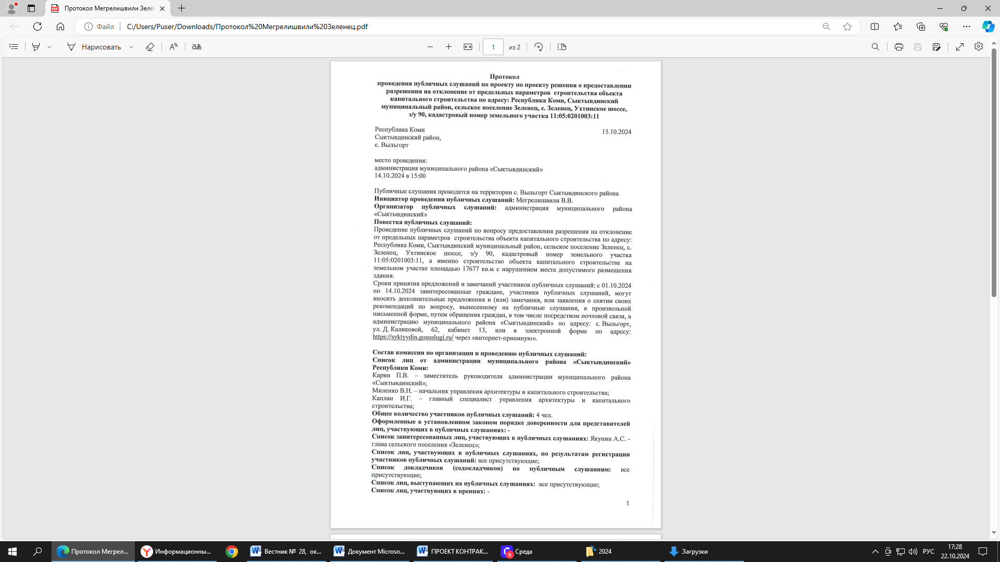 Протокол Мегрелишвили Зелен
Файл
C:/Users/Puser/Downloads/Протокол%20Мегрелишвили%20Зеленец.pdf
Нарисовать
1
из 2
Протокол
проведения публичных слушаний по проекту по проекту решения о предоставлении
разрешения на отклонение от предельных параметров строительства объекта
капитального строительства по адресу: Республика Коми, Сыктывдинский
муниципальный район, сельское поселение Зеленец, с. Зеленец, Ухтинское шоссе,
з/у 90, кадастровый номер земельного участка 11:05:0201003:11
Республика Коми 15.10.2024
Сыктывдинский район,
с. Выльгорт
место проведения:
администрация муниципального района «Сыктывдинский»
14.10.2024 в 15:00
Публичные слушания проводятся на территории с. Выльгорт Сыктывдинского района
Инициатор проведения публичных слушаний: Мегрелишвили В.В.
Организатор публичных слушаний: администрация муниципального района
«Сыктывдинский»
Повестка публичных слушаний:
Проведение публичных слушаний по вопросу предоставления разрешения на отклонение
от предельных параметров строительства объекта капитального строительства по адресу:
Республика Коми, Сыктывдинский муниципальный район, сельское поселение Зеленец, с.
Зеленец, Ухтинское шоссе, з/у 90, кадастровый номер земельного участка
11:05:0201003:11, а именно строительство объекта капитального строительства на
земельном участке площадью 17677 кв.м с нарушением места допустимого размещения
здания.
Сроки принятия предложений и замечаний участников публичных слушаний: с 01.10.2024
по 14.10.2024 заинтересованные граждане, участники публичных слушаний, могут
вносить дополнительные предложения и (или) замечания, или заявления о снятии своих
рекомендаций по вопросу, вынесенному на публичные слушания, в произвольной
письменной форме, путем обращения граждан, в том числе посредством почтовой связи, в
администрацию муниципального района «Сыктывдинский» по адресу: с. Выльгорт,
ул. Д. Каликовой, 62, кабинет 13, или в электронной форме по адресу:
https://syktyvdin.gosuslugi.ru/ через «интернет-приемную».
Состав комиссии по организации и проведению публичных слушаний:
Список лиц от администрации муниципального района «Сыктывдинский»
Республики Коми:
Карин П.В. – заместитель руководителя администрации муниципального района
«Сыктывдинский»;
Миленко В.Н. – начальник управления архитектуры и капитального строительства;
Каплан И.Г. – главный специалист управления архитектуры и капитального
строительства;
Общее количество участников публичных слушаний: 4 чел.
Оформленные в установленном законом порядке доверенности для представителей
лиц, участвующих в публичных слушаниях: -
Список заинтересованных лиц, участвующих в публичных слушаниях: Якунин А.С. -
глава сельского поселения «Зеленец»;
Список лиц, участвующих в публичных слушаниях, по результатам регистрации
участников публичных слушаний: все присутствующие;
Список докладчиков (содокладчиков) по публичным слушаниям: все
присутствующие;
Список лиц, выступающих на публичных слушаниях: все присутствующие;
Список лиц, участвующих в прениях: -
1
Протокол Мегрел...
Информационны...
Вестник № 28, ок...
Документ Microso...
ПРОЕКТ КОНТРАК...
9
Среда
2024
Загрузки
РУС
17:28
22.10.2024